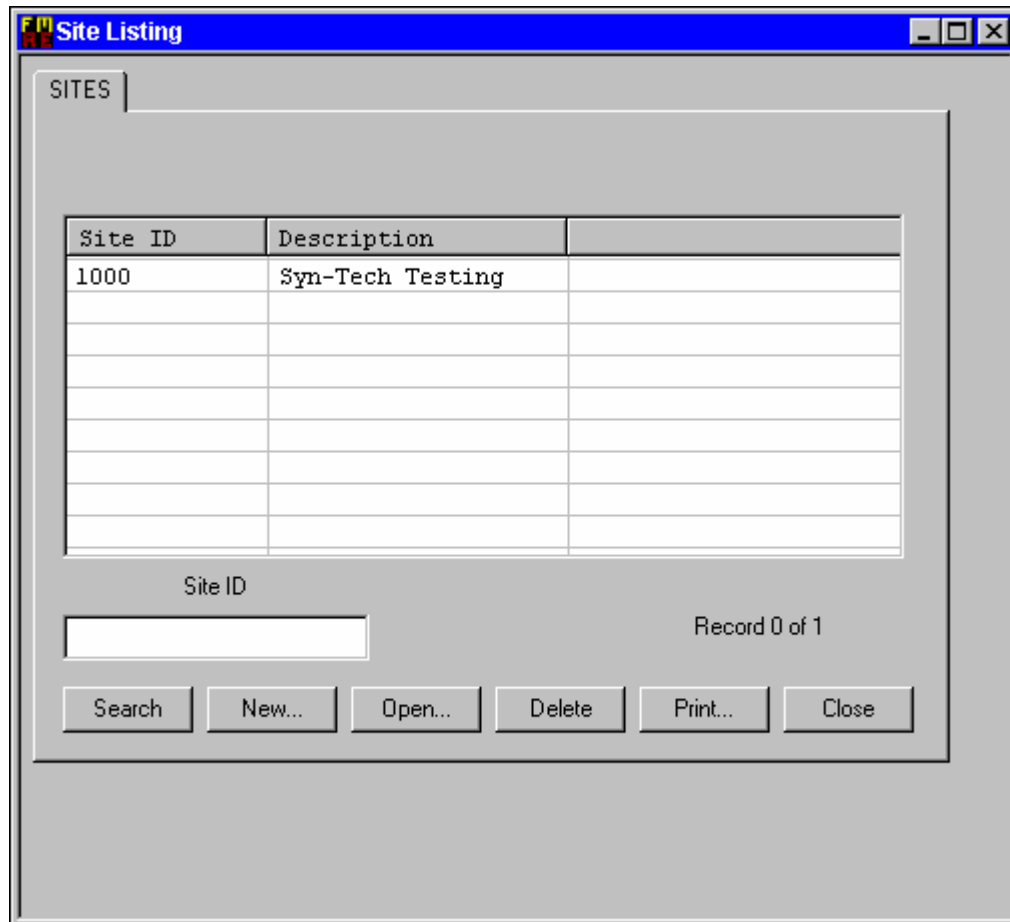 FMRE Site Listing
SITES
Site ID Description
1000 Syn-Tech Testing
Site ID
Record 0 of 1
Search New... Open... Delete Print... Close